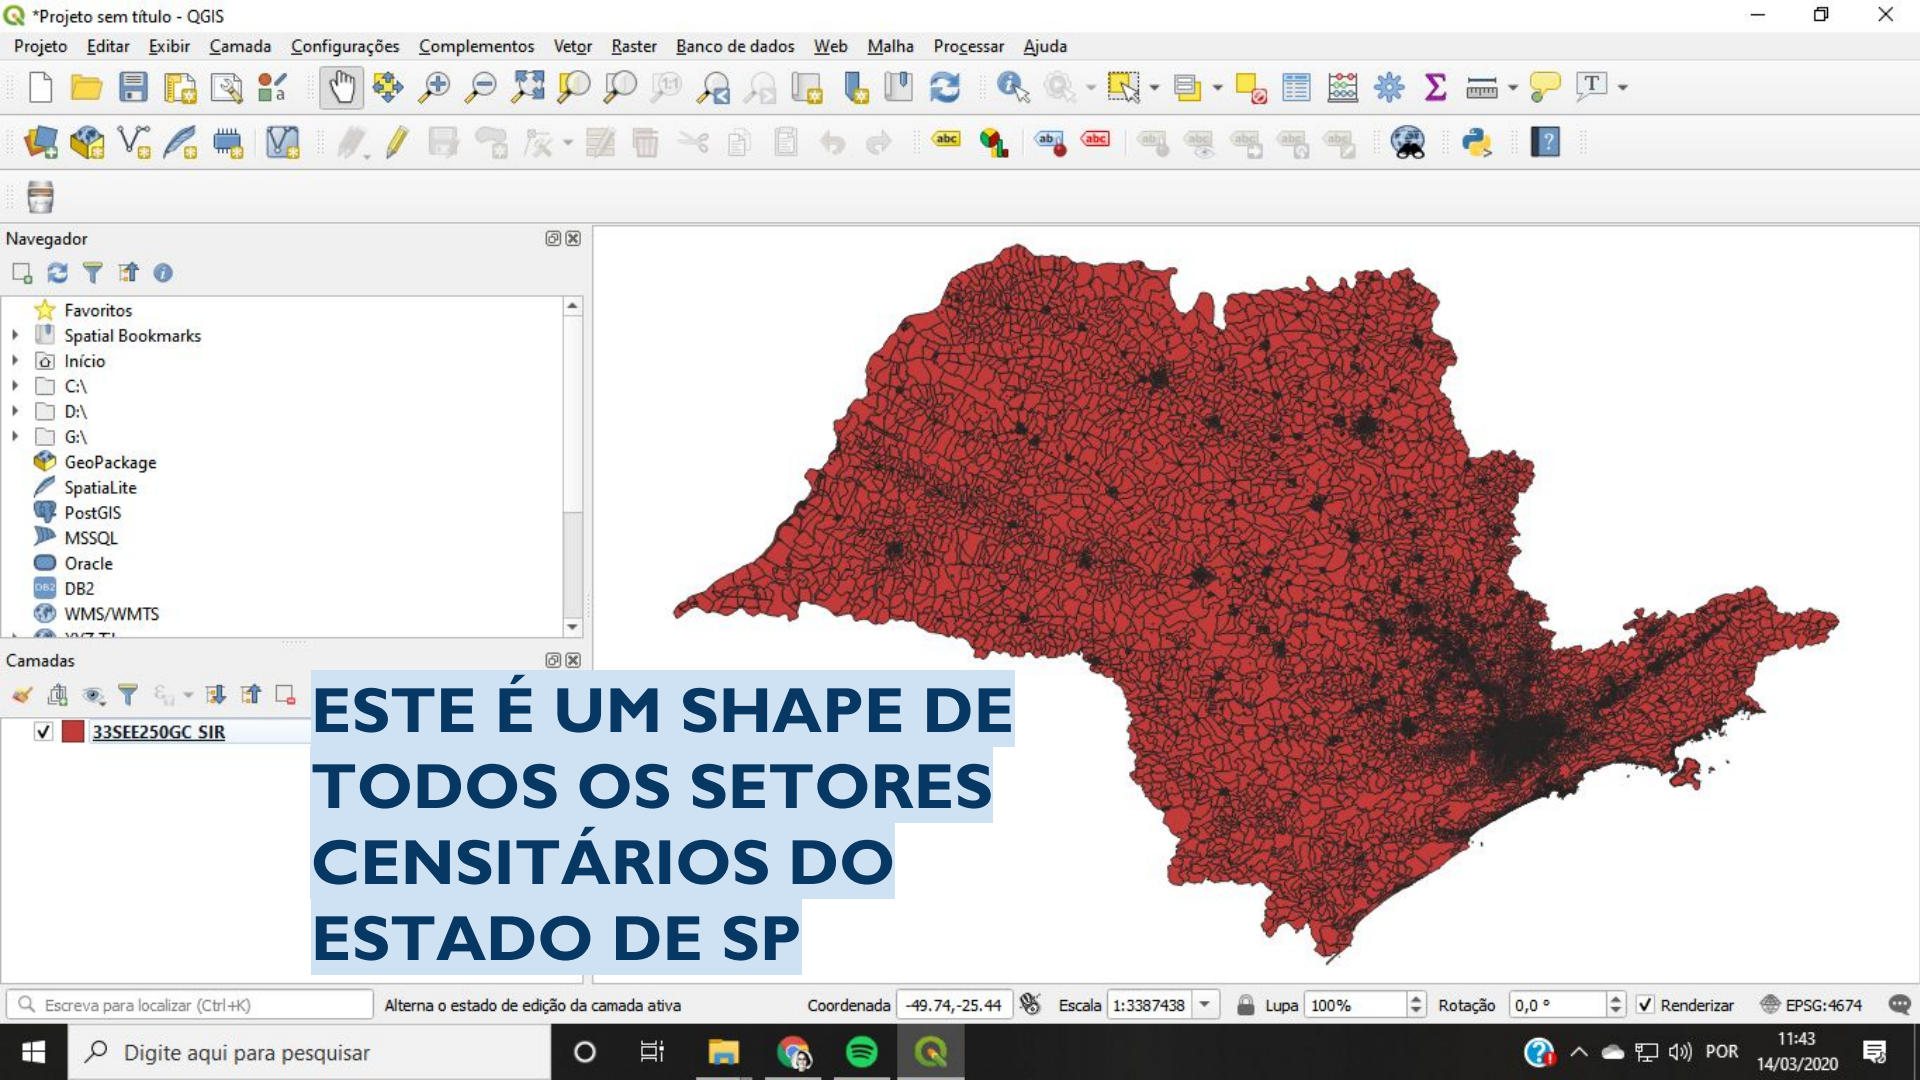 *Projeto sem título - QGIS
Projeto Editar Exibir Camada Configurações Complementos Vetor Raster Banco de dados Web Malha Processar Ajuda
Navegador
Favoritos
Spatial Bookmarks
Início
C:\
D:\
G:\
GeoPackage
SpatiaLite
PostGIS
MSSQL
Oracle
DB2
WMS/WMTS
Camadas
33SEE250GC SIR
ESTE É UM SHAPE DE
TODOS OS SETORES
CENSITÁRIOS DO
ESTADO DE SP
Escreva para localizar (Ctrl+K) Alterna o estado de edição da camada ativa Coordenada -49.74,-25.44 Escala 1:3387438 Lupa 100% Rotação 0,0 ° Renderizar EPSG:4674
Digite aqui para pesquisar POR 11:43
14/03/2020